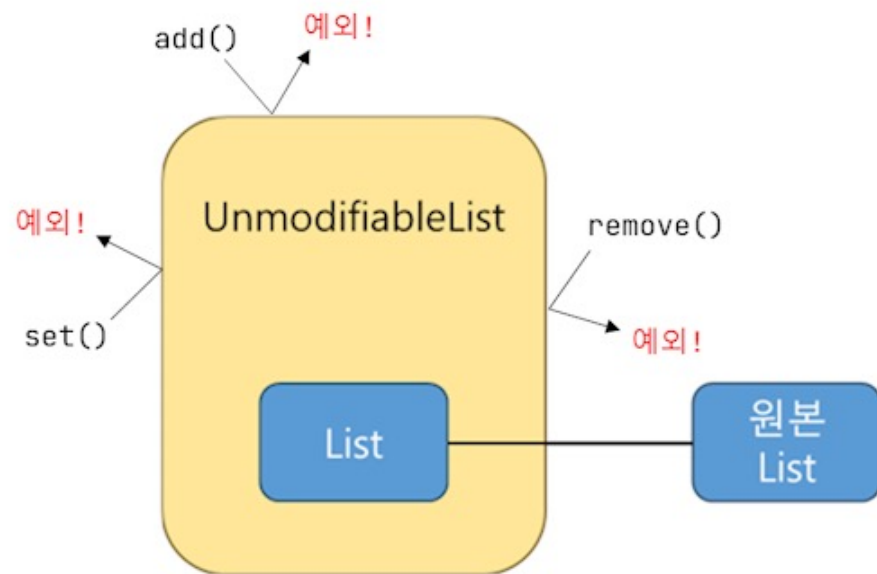 add()
예외!
UnmodifiableList
예외!
remove()
set()
예외!
List
원본
List